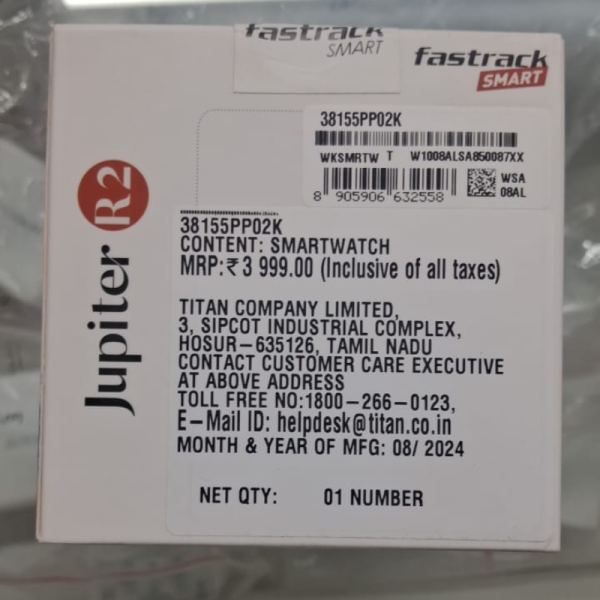 fastrack
SMART
fastrack
SMART
38155PP02K
WKSMRTW T W1008ALSA850087XX
8 905906 632558
WSA
08AL
Jupiter R2
38155PP02K
CONTENT: SMARTWATCH
MRP:₹ 3 999.00 (Inclusive of all taxes)
TITAN COMPANY LIMITED,
3, SIPCOT INDUSTRIAL COMPLEX,
HOSUR–635126, TAMIL NADU
CONTACT CUSTOMER CARE EXECUTIVE
AT ABOVE ADDRESS
TOLL FREE NO:1800–266–0123,
E–Mail ID: helpdesk@titan.co.in
MONTH & YEAR OF MFG: 08/ 2024
NET QTY: 01 NUMBER